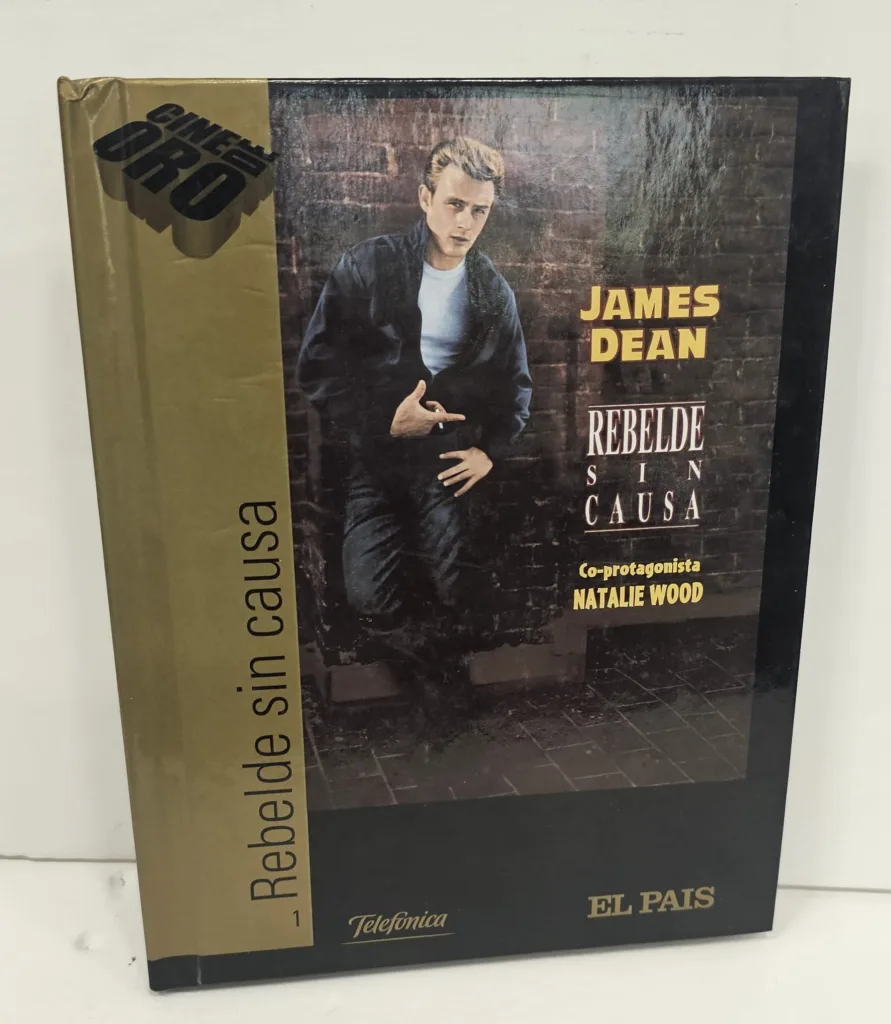 CINE DE
ORO
JAMES
DEAN
REBELDE
SIN
CAUSA
Co-protagonista
NATALIE WOOD
Rebelde sin causa
1
Telefónica
EL PAIS